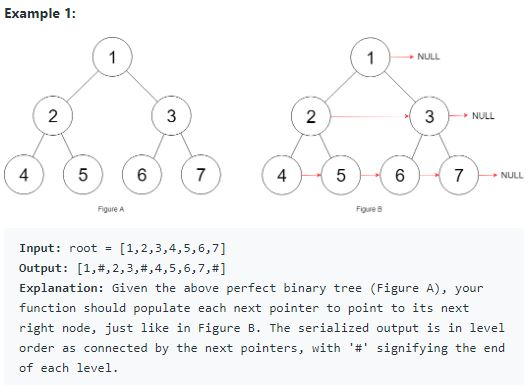 Example 1:
1
2 3
4 5 6 7
Figure A
1 NULL
2 3 NULL
4 5 6 7 NULL
Figure B
Input: root = [1,2,3,4,5,6,7]
Output: [1,#,2,3,#,4,5,6,7,#]
Explanation: Given the above perfect binary tree (Figure A), your
function should populate each next pointer to point to its next
right node, just like in Figure B. The serialized output is in level
order as connected by the next pointers, with '#' signifying the end
of each level.